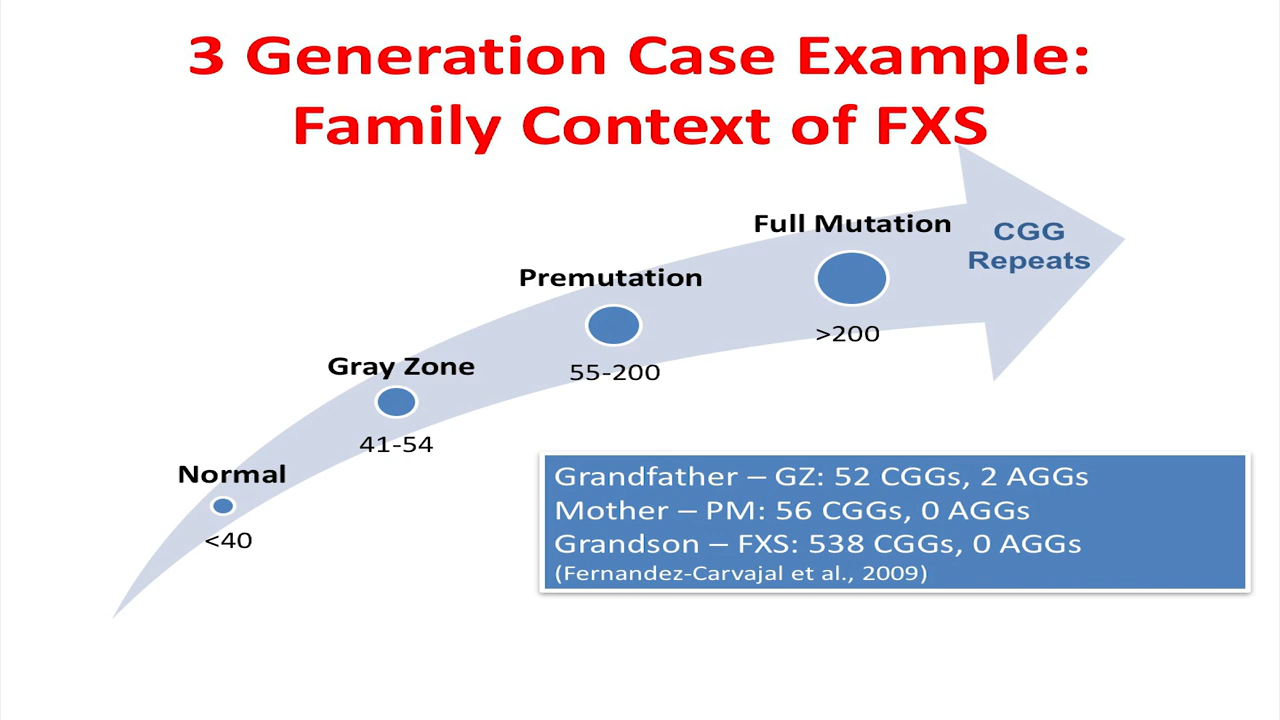 3 Generation Case Example:
Family Context of FXS
Full Mutation
CGG
Repeats
>200
Premutation
55-200
Gray Zone
41-54
Normal
<40
Grandfather – GZ: 52 CGGs, 2 AGGs
Mother – PM: 56 CGGs, 0 AGGs
Grandson – FXS: 538 CGGs, 0 AGGs
(Fernandez-Carvajal et al., 2009)